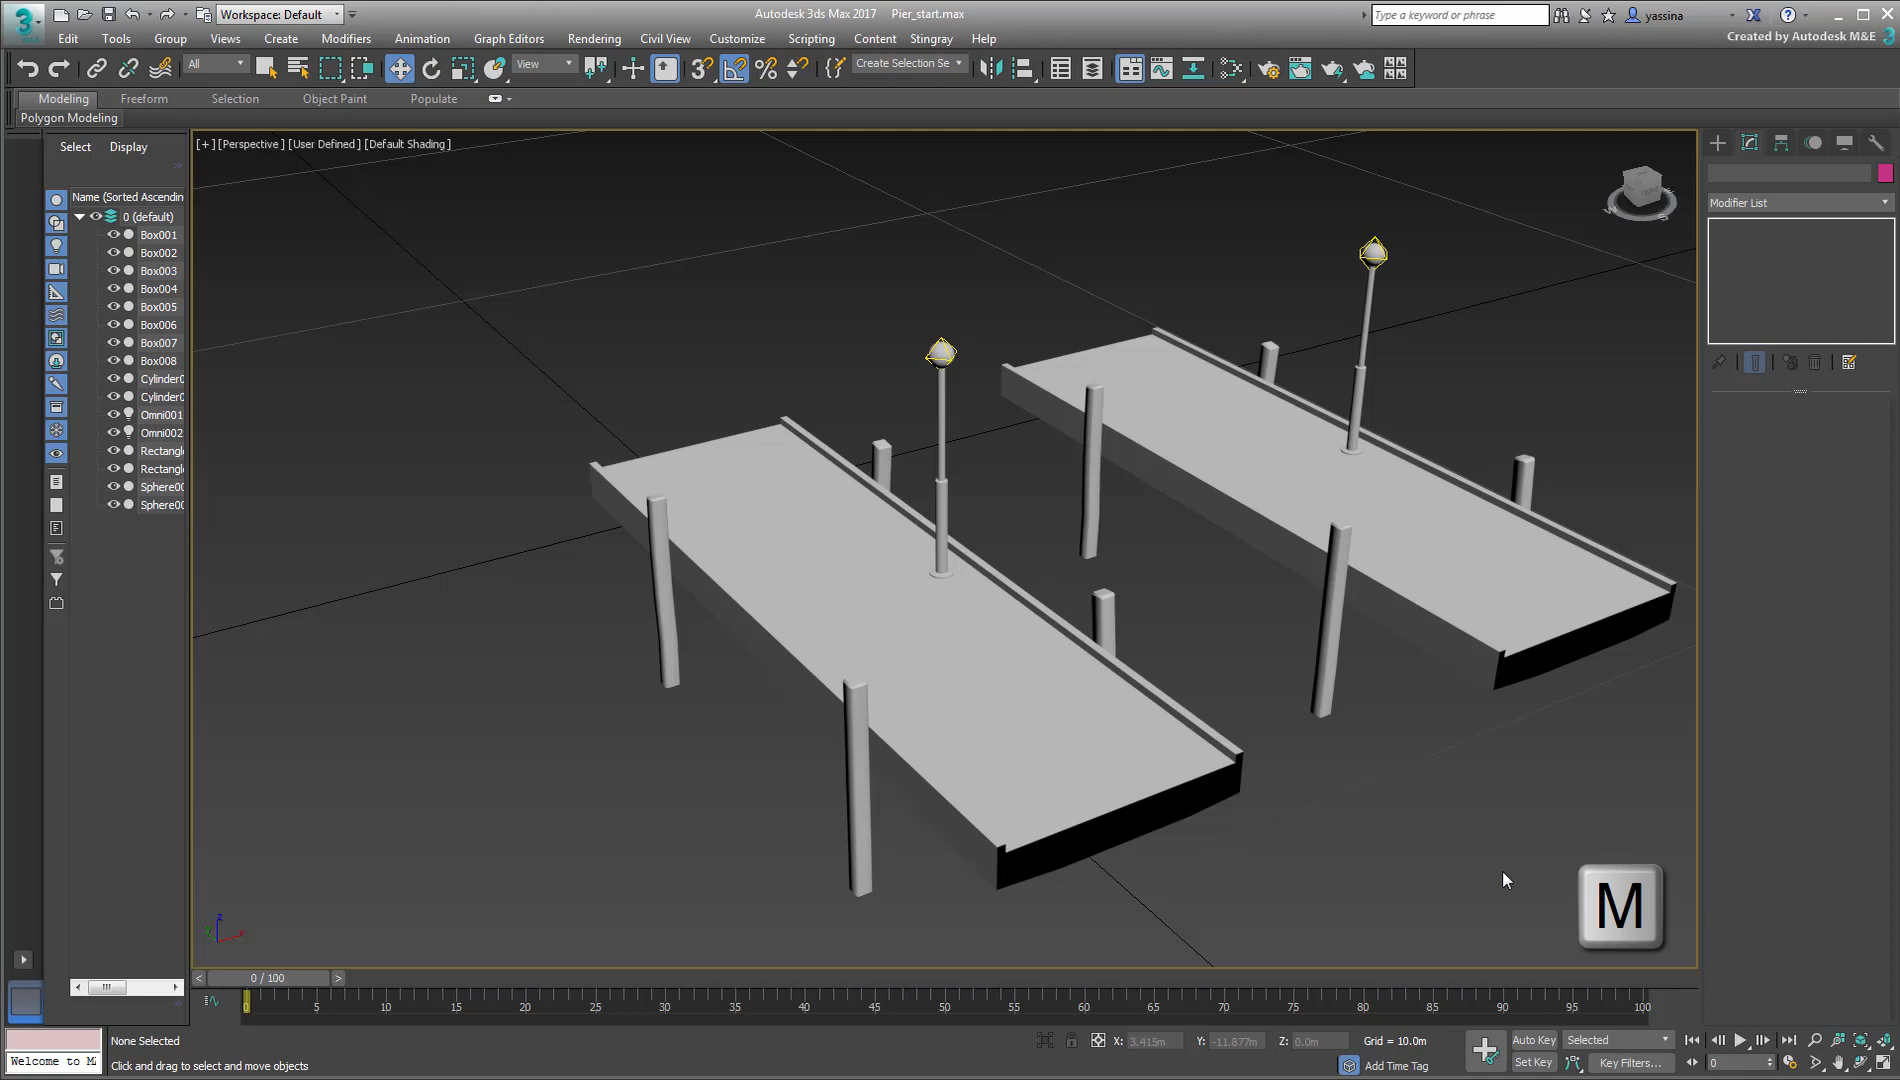 Workspace: Default
Autodesk 3ds Max 2017 Pier_start.max
Type a keyword or phrase
yassina
Edit Tools Group Views Create Modifiers Animation Graph Editors Rendering Civil View Customize Scripting Content Stingray Help
Created by Autodesk M&E
All
View
Create Selection Se
Modeling Freeform Selection Object Paint Populate
Polygon Modeling
Select Display
[+] [Perspective ] [User Defined ] [Default Shading ]
Name (Sorted Ascendin
0 (default)
Box001
Box002
Box003
Box004
Box005
Box006
Box007
Box008
Cylinder0
Cylinder0
Omni001
Omni002
Rectangle
Rectangle
Sphere00
Sphere00
Modifier List
FRONT
W
S
z
y
x
M
0 / 100
0 5 10 15 20 25 30 35 40 45 50 55 60 65 70 75 80 85 90 95 100
None Selected
X: 3.415m Y: -11.877m Z: 0.0m Grid = 10.0m
Auto Key Selected
Welcome to M
Click and drag to select and move objects
Add Time Tag
Set Key Key Filters... 0